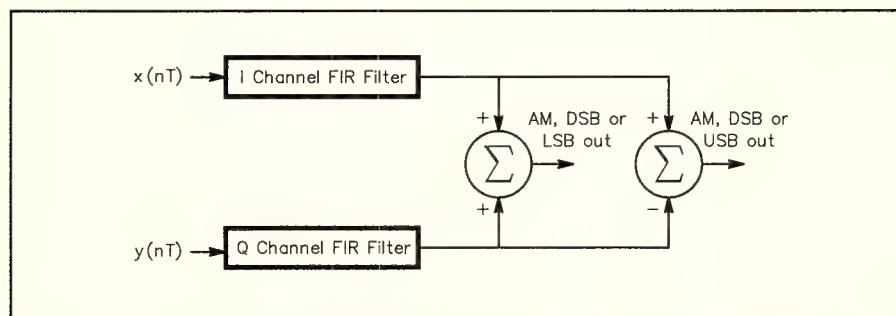 x(nT)
I Channel FIR Filter
+
AM, DSB or
LSB out
+
AM, DSB or
USB out
Σ
Σ
+
-
y(nT)
Q Channel FIR Filter